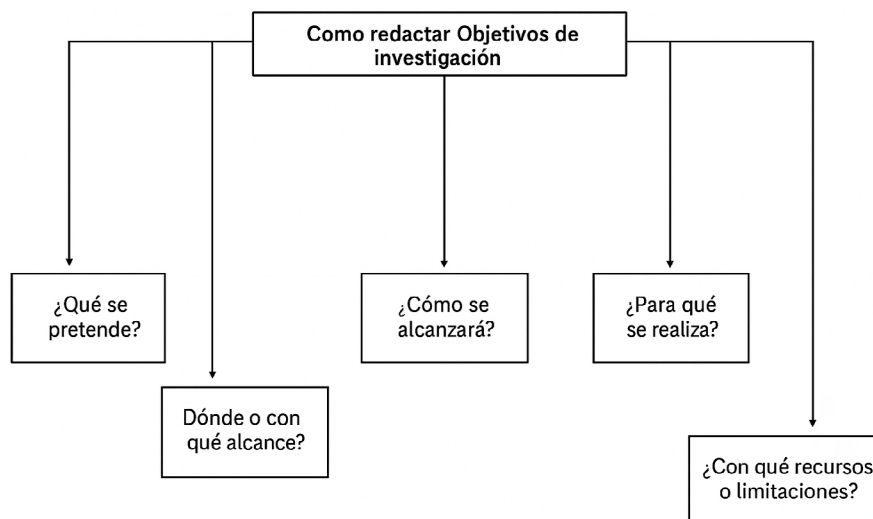 Como redactar Objetivos de
investigación
¿Qué se
pretende?
Dónde o con
qué alcance?
¿Cómo se
alcanzará?
¿Para qué
se realiza?
¿Con qué recursos
o limitaciones?